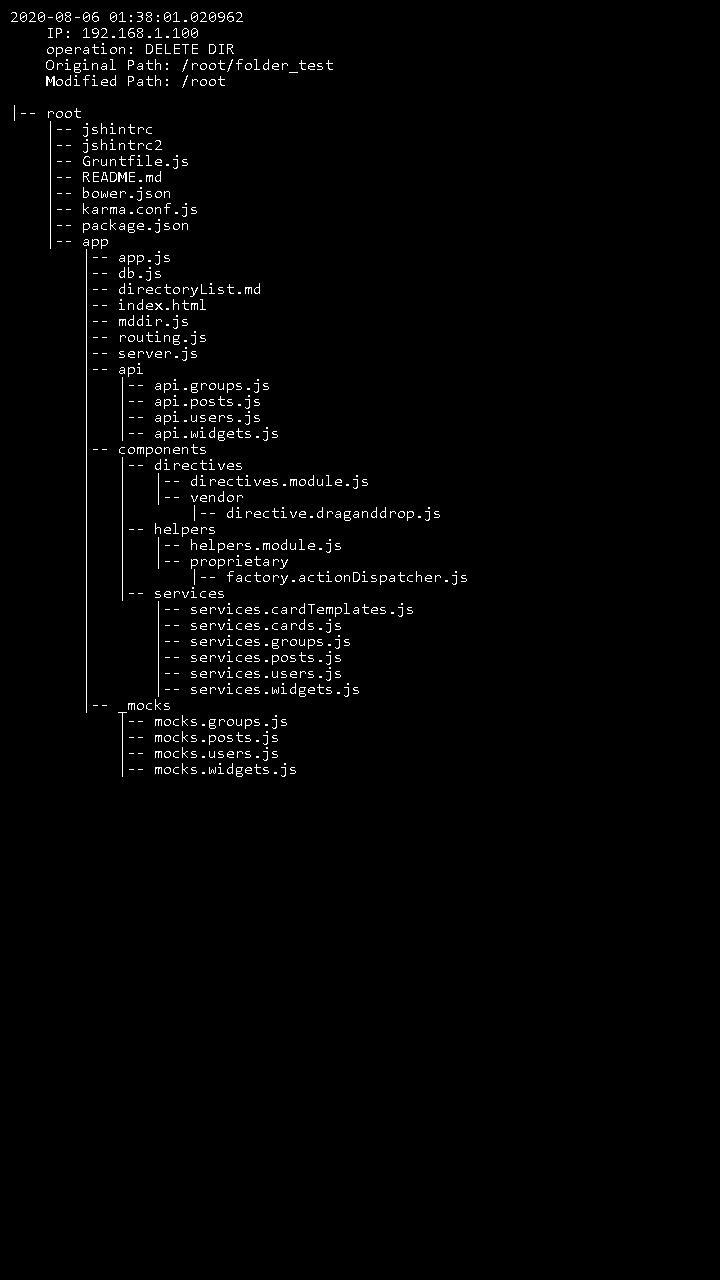 2020-08-06 01:38:01.020962
    IP: 192.168.1.100
    operation: DELETE DIR
    Original Path: /root/folder_test
    Modified Path: /root

|-- root
    |-- jshintrc
    |-- jshintrc2
    |-- Gruntfile.js
    |-- README.md
    |-- bower.json
    |-- karma.conf.js
    |-- package.json
    |-- app
        |-- app.js
        |-- db.js
        |-- directoryList.md
        |-- index.html
        |-- mddir.js
        |-- routing.js
        |-- server.js
        |-- api
        |   |-- api.groups.js
        |   |-- api.posts.js
        |   |-- api.users.js
        |   |-- api.widgets.js
        |-- components
        |   |-- directives
        |   |   |-- directives.module.js
        |   |   |-- vendor
        |   |       |-- directive.draganddrop.js
        |   |-- helpers
        |   |   |-- helpers.module.js
        |   |   |-- proprietary
        |   |       |-- factory.actionDispatcher.js
        |   |-- services
        |       |-- services.cardTemplates.js
        |       |-- services.cards.js
        |       |-- services.groups.js
        |       |-- services.posts.js
        |       |-- services.users.js
        |       |-- services.widgets.js
        |-- _mocks
            |-- mocks.groups.js
            |-- mocks.posts.js
            |-- mocks.users.js
            |-- mocks.widgets.js